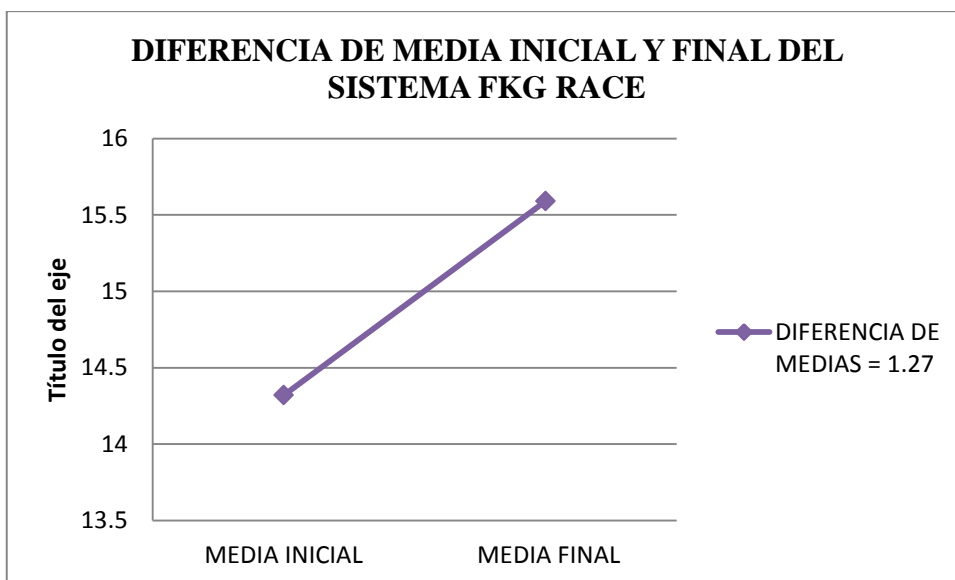 DIFERENCIA DE MEDIA INICIAL Y FINAL DEL
SISTEMA FKG RACE
16
15.5
15
14.5
14
13.5
Título del eje
MEDIA INICIAL
MEDIA FINAL
DIFERENCIA DE
MEDIAS = 1.27